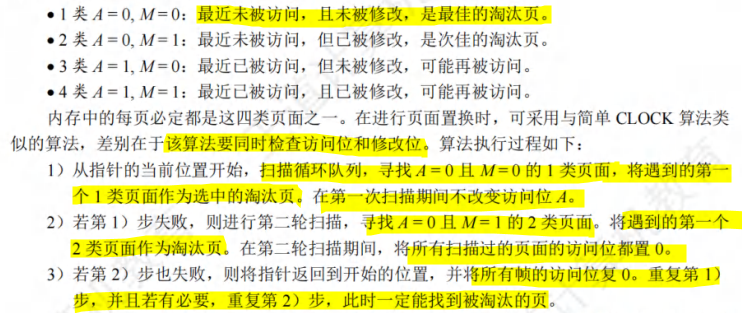 • 1 类 A = 0, M = 0：最近未被访问，且未被修改，是最佳的淘汰页。
• 2 类 A = 0, M = 1：最近未被访问，但已被修改，是次佳的淘汰页。
• 3 类 A = 1, M = 0：最近已被访问，但未被修改，可能再被访问。
• 4 类 A = 1, M = 1：最近已被访问，且已被修改，可能再被访问。
内存中的每页必定都是这四类页面之一。在进行页面置换时，可采用与简单 CLOCK 算法类
似的算法，差别在于该算法要同时检查访问位和修改位。算法执行过程如下：
1）从指针的当前位置开始，扫描循环队列，寻找 A = 0 且 M = 0 的 1 类页面，将遇到的第一
个 1 类页面作为选中的淘汰页。在第一次扫描期间不改变访问位 A。
2）若第 1）步失败，则进行第二轮扫描，寻找 A = 0 且 M = 1 的 2 类页面。将遇到的第一个
2 类页面作为淘汰页。在第二轮扫描期间，将所有扫描过的页面的访问位都置 0。
3）若第 2）步也失败，则将指针返回到开始的位置，并将所有帧的访问位复 0。重复第 1）
步，并且若有必要，重复第 2）步，此时一定能找到被淘汰的页。